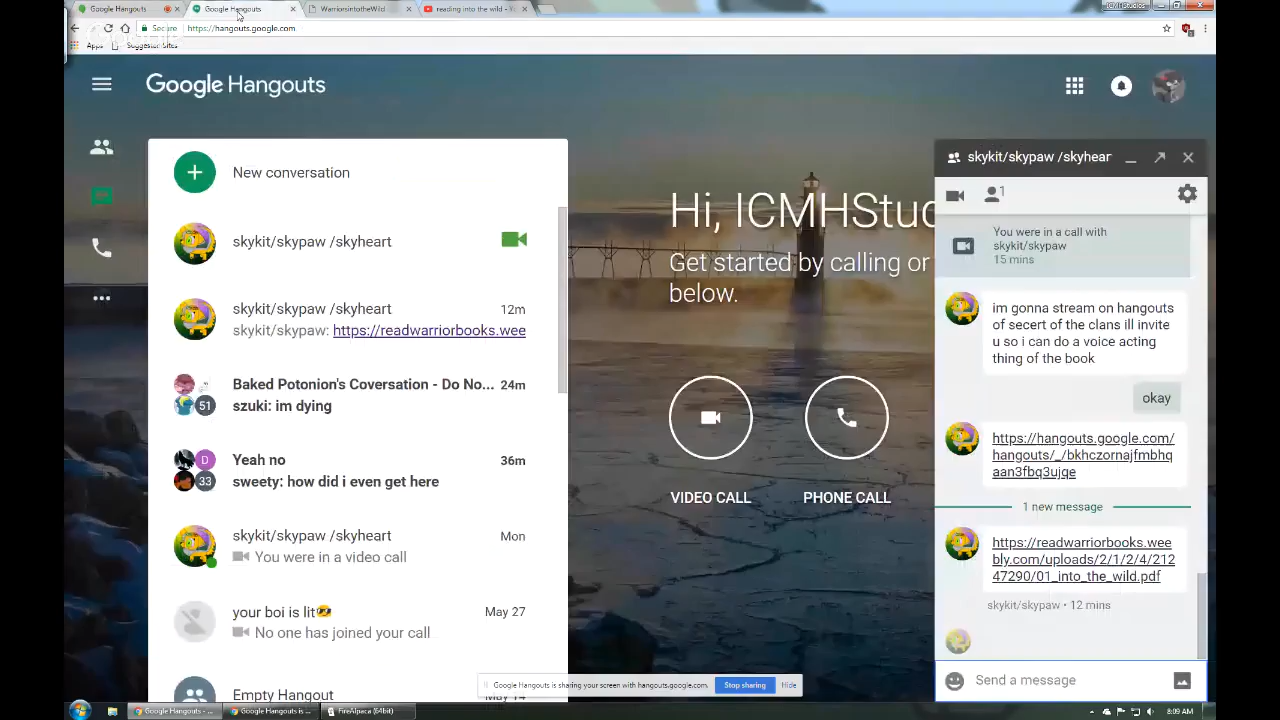 Google Hangouts
Google Hangouts
WarriorsintotheWild
reading into the wild - Y
ICMHStudios
Secure
https://hangouts.google.com
Apps
Suggested Sites
Google Hangouts
New conversation
skykit/skypaw /skyheart
skykit/skypaw /skyheart 12m
skykit/skypaw: https://readwarriorbooks.wee
Baked Potonion's Coversation - Do No... 24m
51 szuki: im dying
Yeah no 36m
D
33 sweety: how did i even get here
skykit/skypaw /skyheart Mon
You were in a video call
your boi is lit May 27
No one has joined your call
Empty Hangout May 14
Hi, ICMHStud
Get started by calling or
below.
VIDEO CALL PHONE CALL
skykit/skypaw /skyhear
1
You were in a call with
skykit/skypaw
15 mins
im gonna stream on hangouts
of secert of the clans ill invite
u so i can do a voice acting
thing of the book
okay
https://hangouts.google.com/
hangouts/_/bkhczornajfmbhq
aan3fbq3ujqe
1 new message
https://readwarriorbooks.wee
bly.com/uploads/2/1/2/4/212
47290/01_into_the_wild.pdf
skykit/skypaw • 12 mins
Send a message
Google Hangouts is sharing your screen with hangouts.google.com.
Stop sharing
Hide
Google Hangouts - ...
Google Hangouts is ...
FireAlpaca (64bit)
8:09 AM